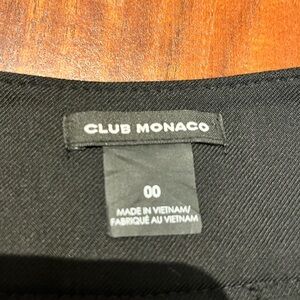 CLUB MONACO
00
MADE IN VIETNAM/
FABRIQUÉ AU VIETNAM